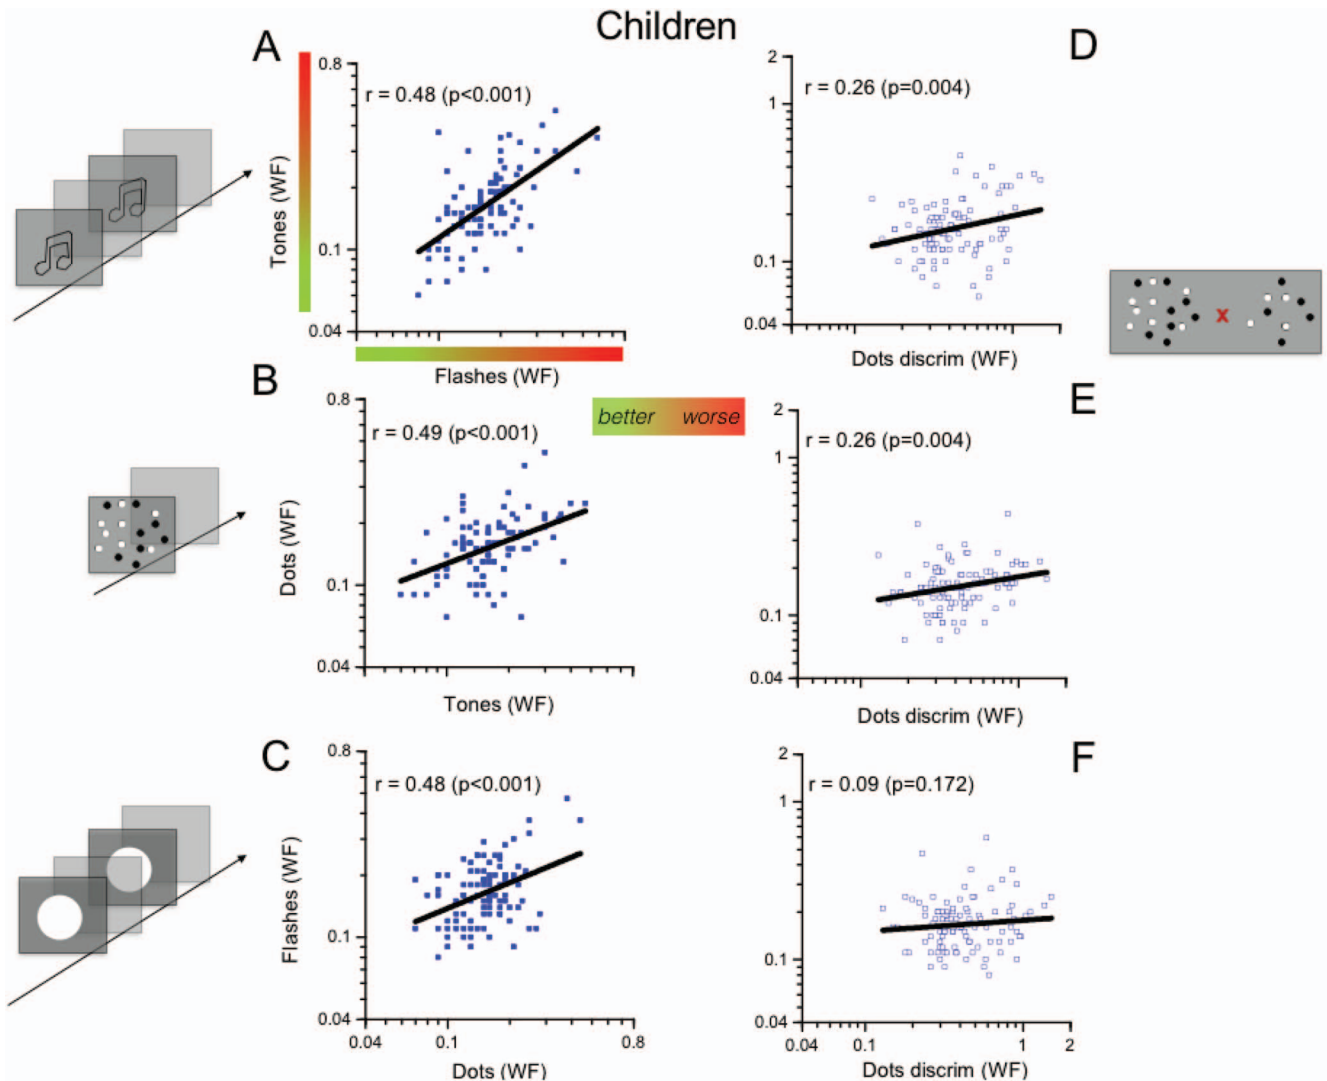 Children
A
Tones (WF)
0.8
0.1
0.04
r = 0.48 (p<0.001)
Flashes (WF)
D
2
1
0.1
0.04
r = 0.26 (p=0.004)
Dots discrim (WF)
X
better worse
B
Dots (WF)
0.8
0.1
0.04
r = 0.49 (p<0.001)
Tones (WF)
E
2
1
0.1
0.04
r = 0.26 (p=0.004)
Dots discrim (WF)
C
Flashes (WF)
0.8
0.1
0.04
r = 0.48 (p<0.001)
0.04 0.1 0.8
Dots (WF)
F
2
1
0.1
0.04
r = 0.09 (p=0.172)
0.04 0.1 1 2
Dots discrim (WF)